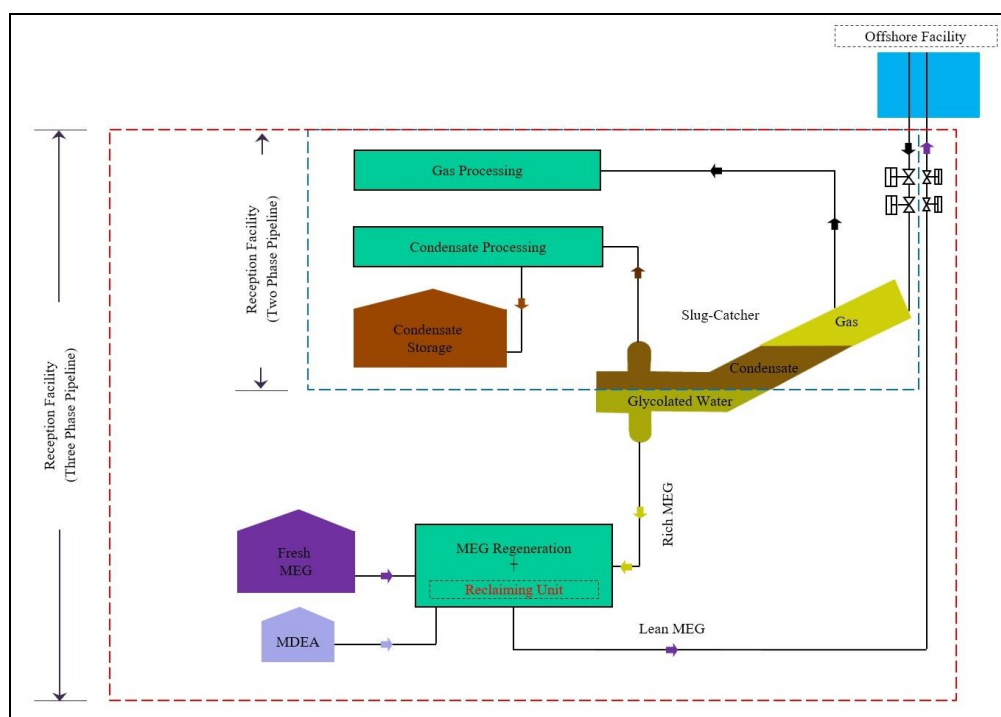 Offshore Facility
Gas Processing
Condensate Processing
Reception Facility
(Two Phase Pipeline)
Reception Facility
(Three Phase Pipeline)
Condensate
Storage
Slug-Catcher
Gas
Condensate
Glycolated Water
Rich MEG
Fresh
MEG
MEG Regeneration
+
Reclaiming Unit
MDEA
Lean MEG